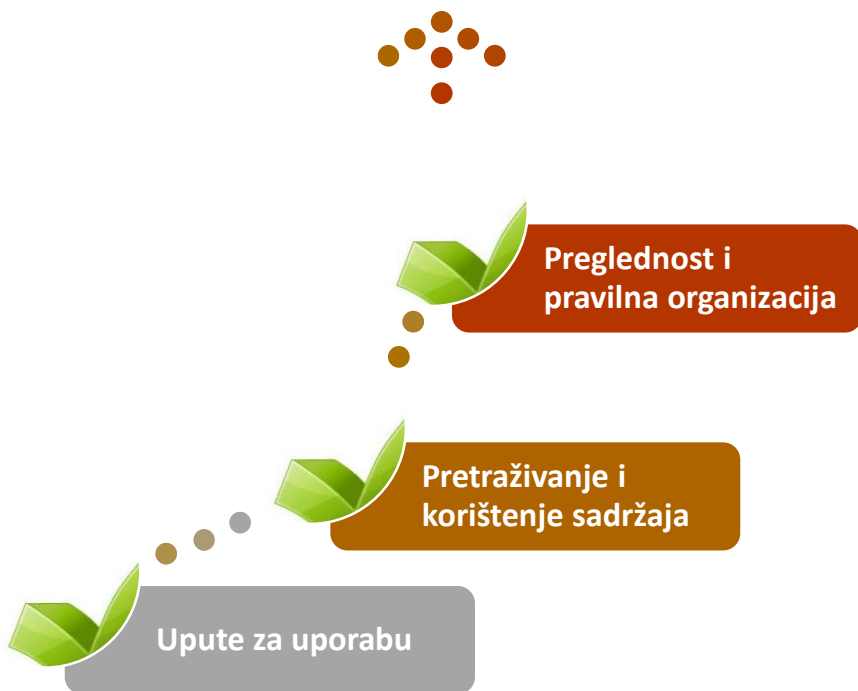 Preglednost i
pravilna organizacija
Pretraživanje i
korištenje sadržaja
Upute za uporabu